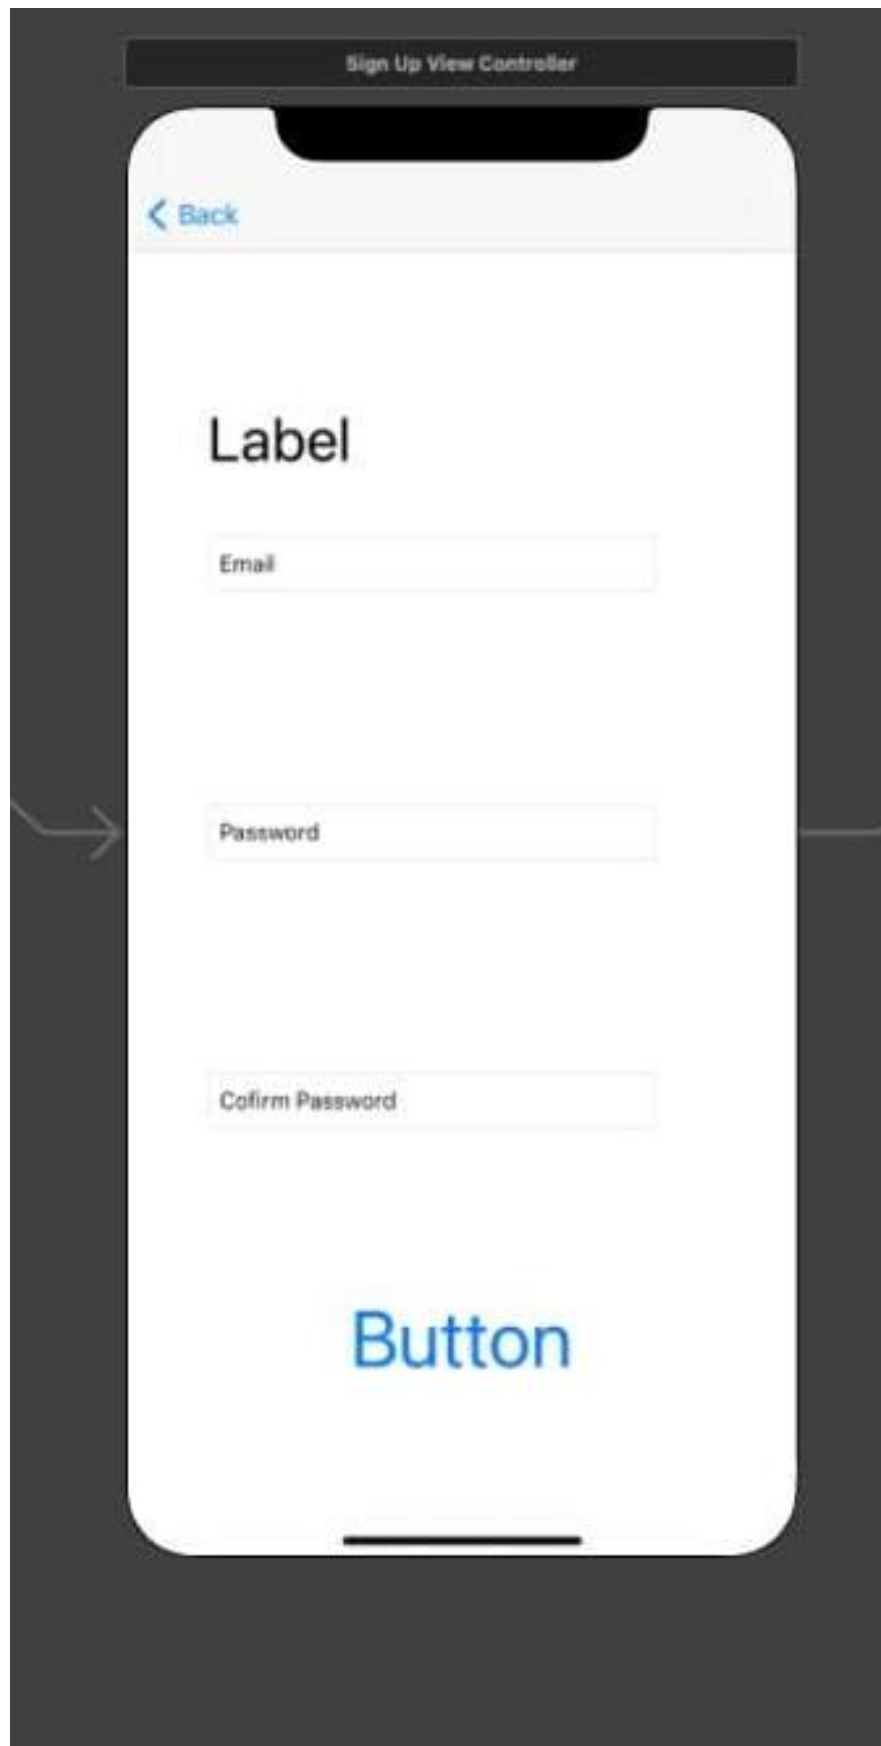 Sign Up View Controller
Back
Label
Email
Password
Cofirm Password
Button